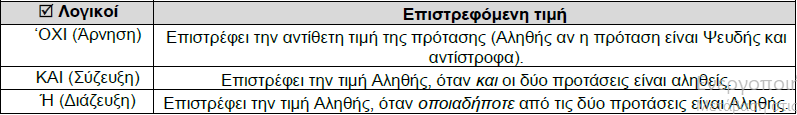 ☑ Λογικοί Επιστρεφόμενη τιμή
‘ΟΧΙ (Άρνηση) Επιστρέφει την αντίθετη τιμή της πρότασης (Αληθής αν η πρόταση είναι Ψευδής και
αντίστροφα).
ΚΑΙ (Σύζευξη) Επιστρέφει την τιμή Αληθής, όταν και οι δύο προτάσεις είναι αληθείς.
Ή (Διάζευξη) Επιστρέφει την τιμή Αληθής, όταν οποιαδήποτε από τις δύο προτάσεις είναι Αληθής.